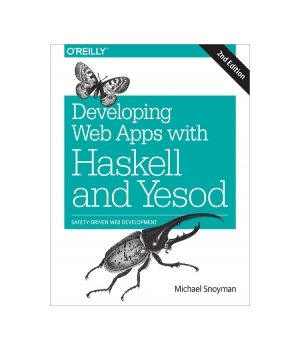 O'REILLY®
2nd Edition
Developing
Web Apps with
Haskell
and Yesod
SAFETY-DRIVEN WEB DEVELOPMENT
Michael Snoyman